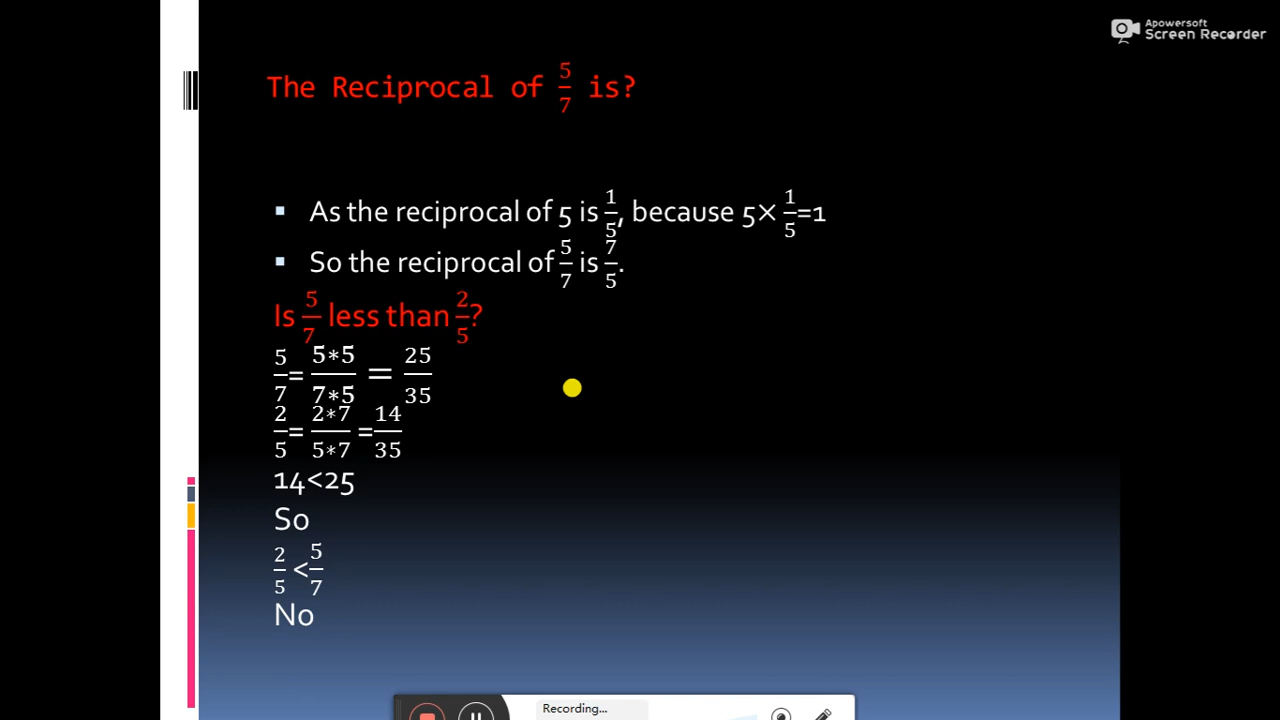 Apowersoft
Screen Recorder
The Reciprocal of 5/7 is?
▪ As the reciprocal of 5 is 1/5, because 5×1/5=1
▪ So the reciprocal of 5/7 is 7/5.
Is 5/7 less than 2/5?
5/7= 5*5/7*5 = 25/35
2/5= 2*7/5*7 =14/35
14<25
So
2/5 <5/7
No
Recording...